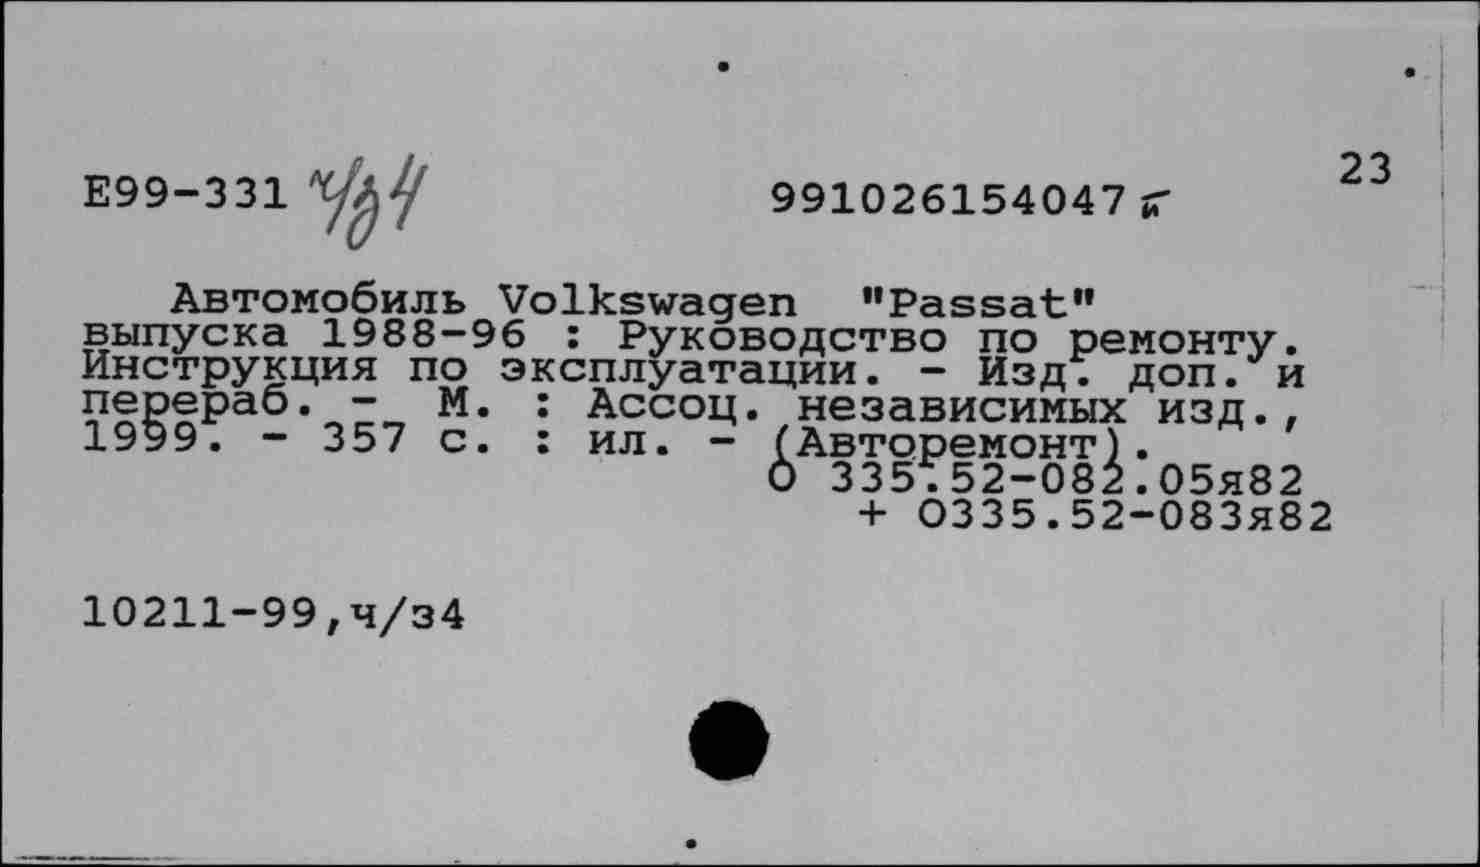 23
E99-331 ч/з4 991026154047
Автомобиль Volkswagen "Passat"
выпуска 1988-96 : Руководство по ремонту.
Инструкция по эксплуатации. - Изд. доп. и
перераб. - М. : Ассоц. независимых изд.,
1999. - 357 с. : ил. - (Авторемонт).
О 335.52-082.05я82
+ О335.52-083я82
10211-99,ч/з4